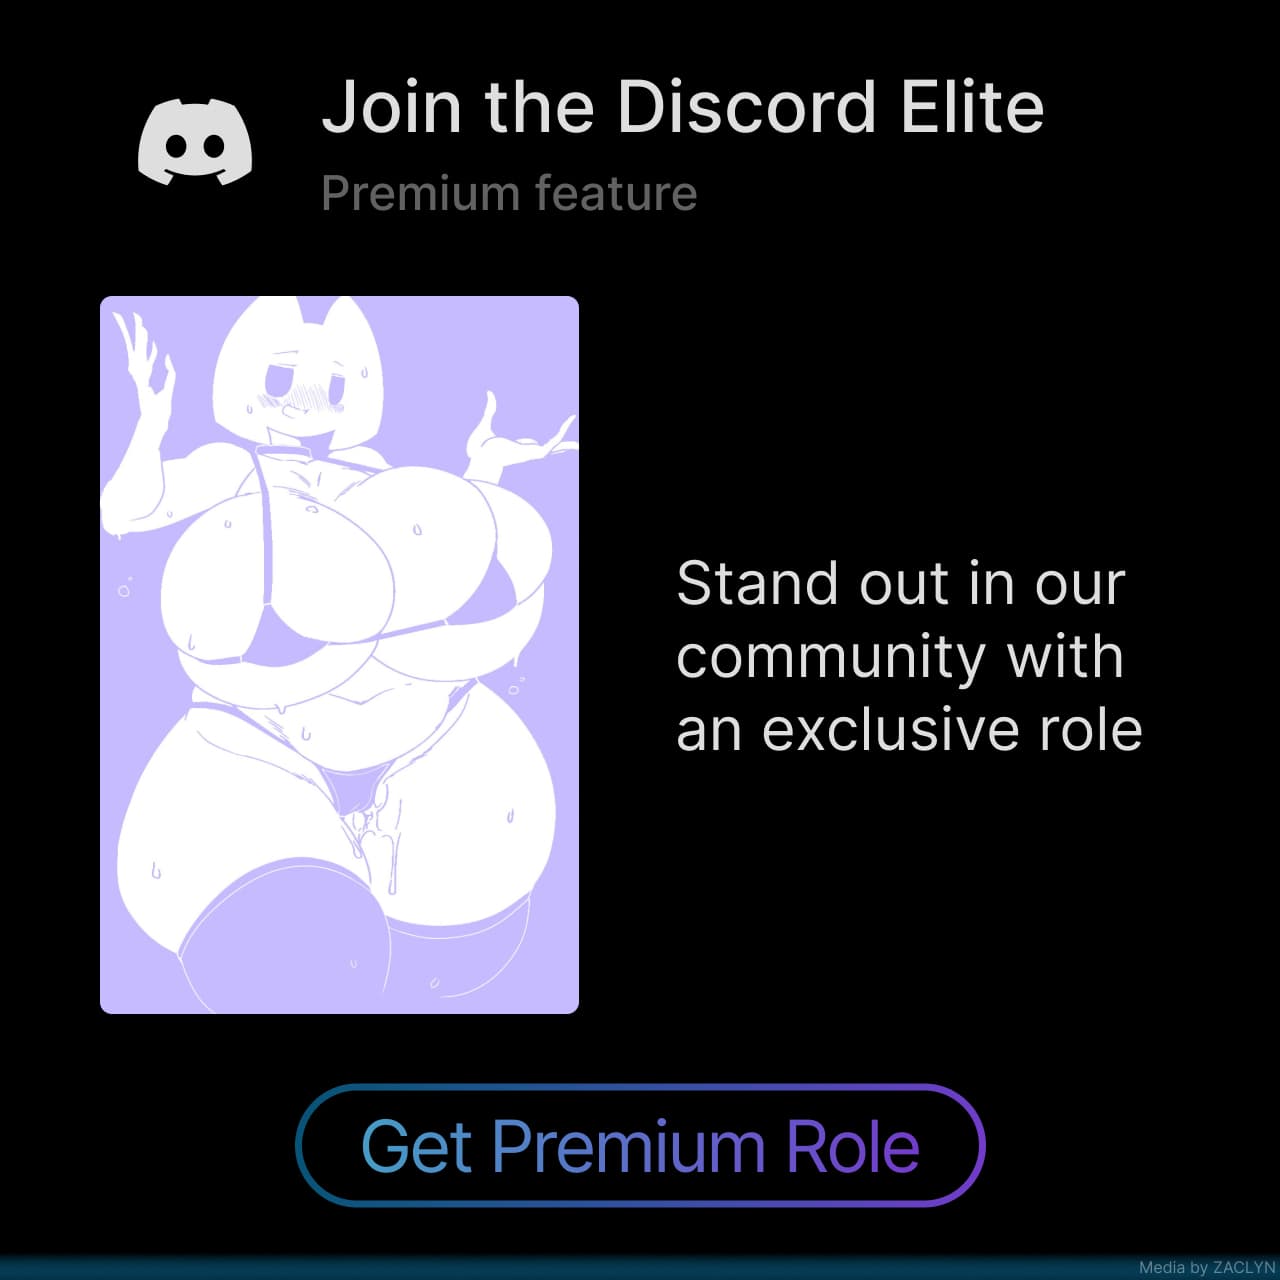 Join the Discord Elite
Premium feature
Stand out in our
community with
an exclusive role
Get Premium Role
Media by ZACLYN